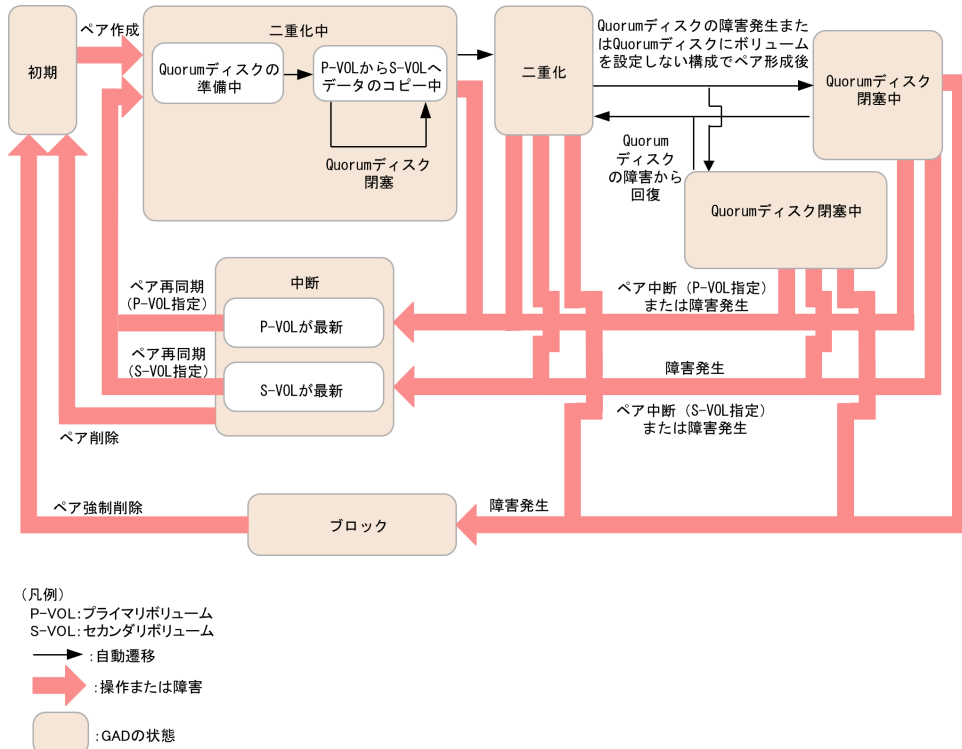 ペア作成
初期
二重化中
Quorumディスクの
準備中
P-VOLからS-VOLへ
データのコピー中
Quorumディスク
閉塞
二重化
Quorumディスクの障害発生また
はQuorumディスクにボリューム
を設定しない構成でペア形成後
Quorumディスク
閉塞中
Quorum
ディスク
の障害から
回復
Quorumディスク閉塞中
ペア再同期
(P-VOL指定)
中断
P-VOLが最新
ペア中断（P-VOL指定）
または障害発生
ペア再同期
(S-VOL指定)
S-VOLが最新
障害発生
ペア中断（S-VOL指定）
または障害発生
ペア削除
ペア強制削除
ブロック
障害発生
（凡例）
P-VOL:プライマリボリューム
S-VOL:セカンダリボリューム
:自動遷移
:操作または障害
:GADの状態